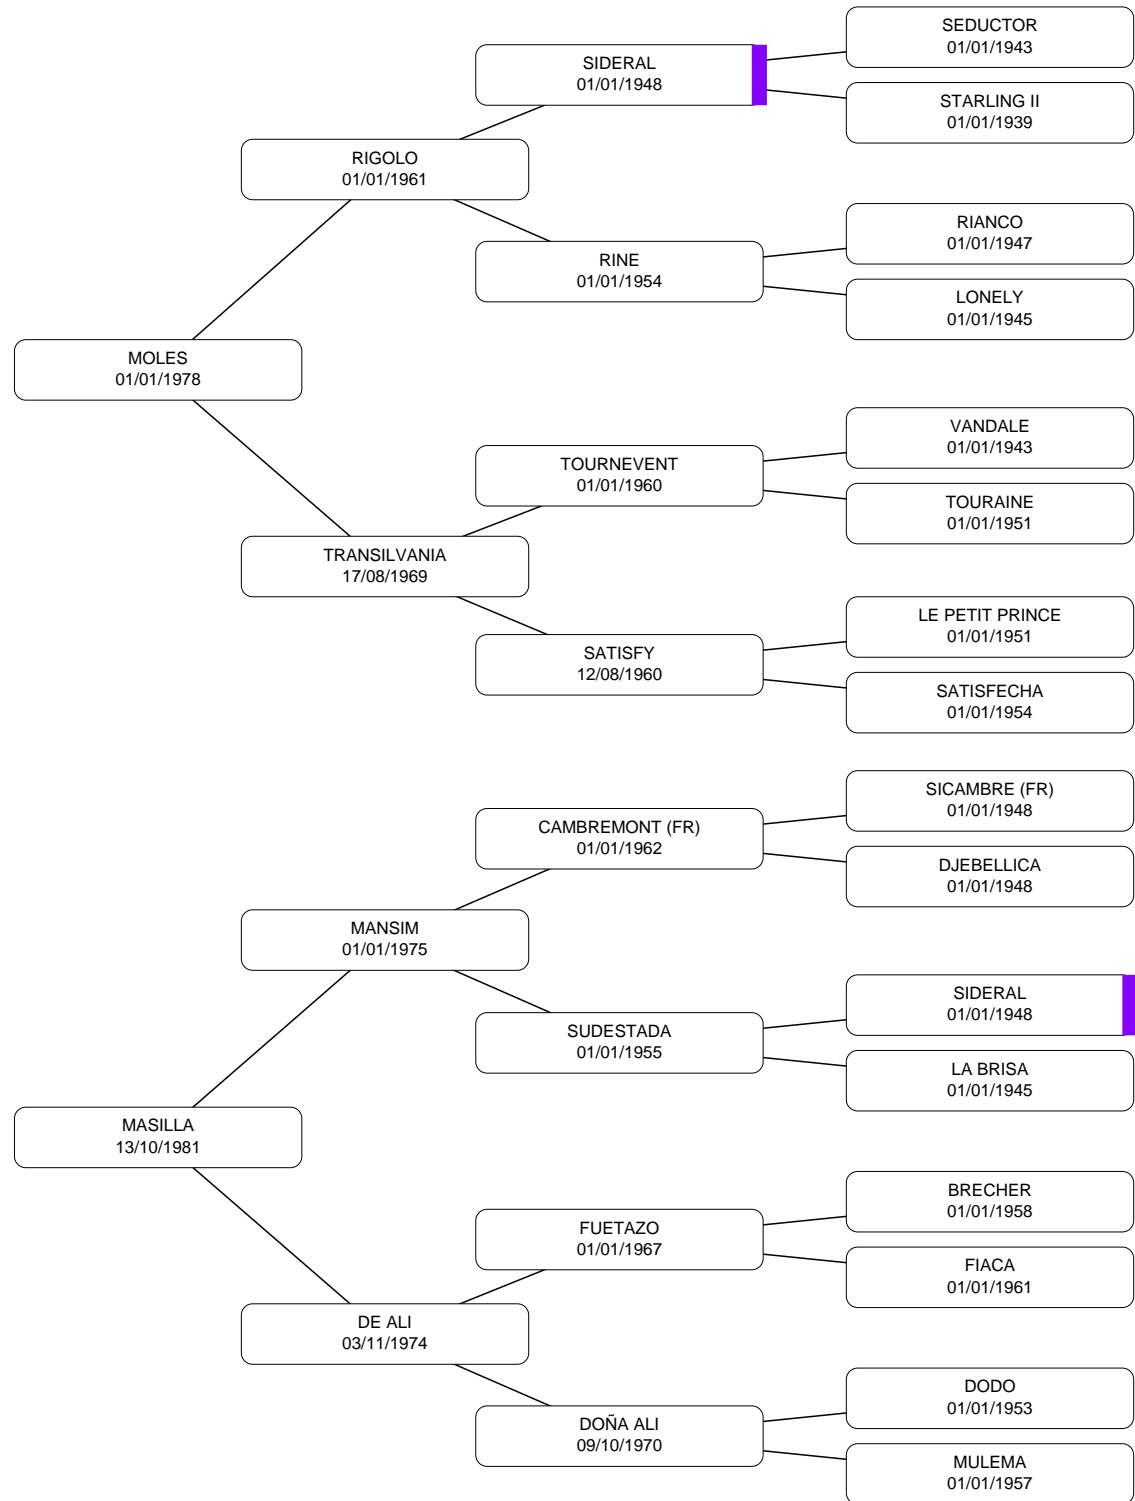 SEDUCTOR
01/01/1943
SIDERAL
01/01/1948
STARLING II
01/01/1939
RIGOLO
01/01/1961
RIANCO
01/01/1947
RINE
01/01/1954
LONELY
01/01/1945
MOLES
01/01/1978
VANDALE
01/01/1943
TOURNEVENT
01/01/1960
TOURAINE
01/01/1951
TRANSILVANIA
17/08/1969
LE PETIT PRINCE
01/01/1951
SATISFY
12/08/1960
SATISFECHA
01/01/1954
SICAMBRE (FR)
01/01/1948
CAMBREMONT (FR)
01/01/1962
DJEBELLICA
01/01/1948
MANSIM
01/01/1975
SIDERAL
01/01/1948
SUDESTADA
01/01/1955
LA BRISA
01/01/1945
MASILLA
13/10/1981
BRECHER
01/01/1958
FUETAZO
01/01/1967
FIACA
01/01/1961
DE ALI
03/11/1974
DODO
01/01/1953
DOÑA ALI
09/10/1970
MULEMA
01/01/1957